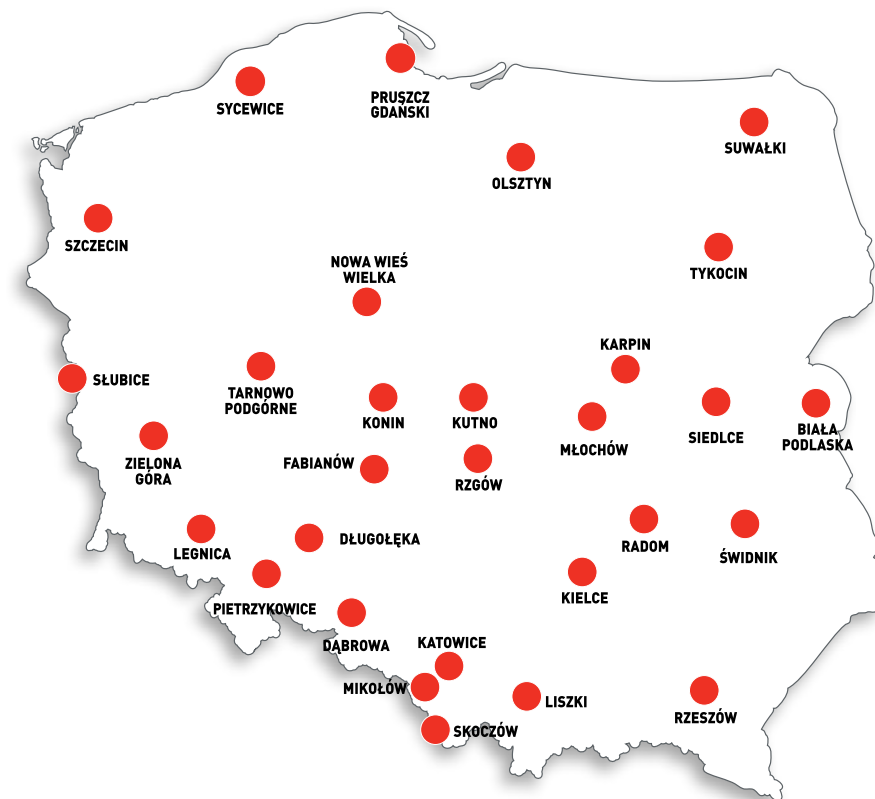 SYCEWICE
PRUSZCZ
GDAŃSKI
SUWAŁKI
OLSZTYN
SZCZECIN
TYKOCIN
NOWA WIEŚ
WIELKA
KARPIN
SŁUBICE
TARNOWO
PODGÓRNE
KONIN
KUTNO
MŁOCHÓW
SIEDLCE
BIAŁA
PODLASKA
ZIELONA
GÓRA
FABIANÓW
RZGÓW
LEGNICA
DŁUGOŁĘKA
RADOM
ŚWIDNIK
PIETRZYKOWICE
KIELCE
DĄBROWA
KATOWICE
MIKOŁÓW
LISZKI
RZESZÓW
SKOCZÓW